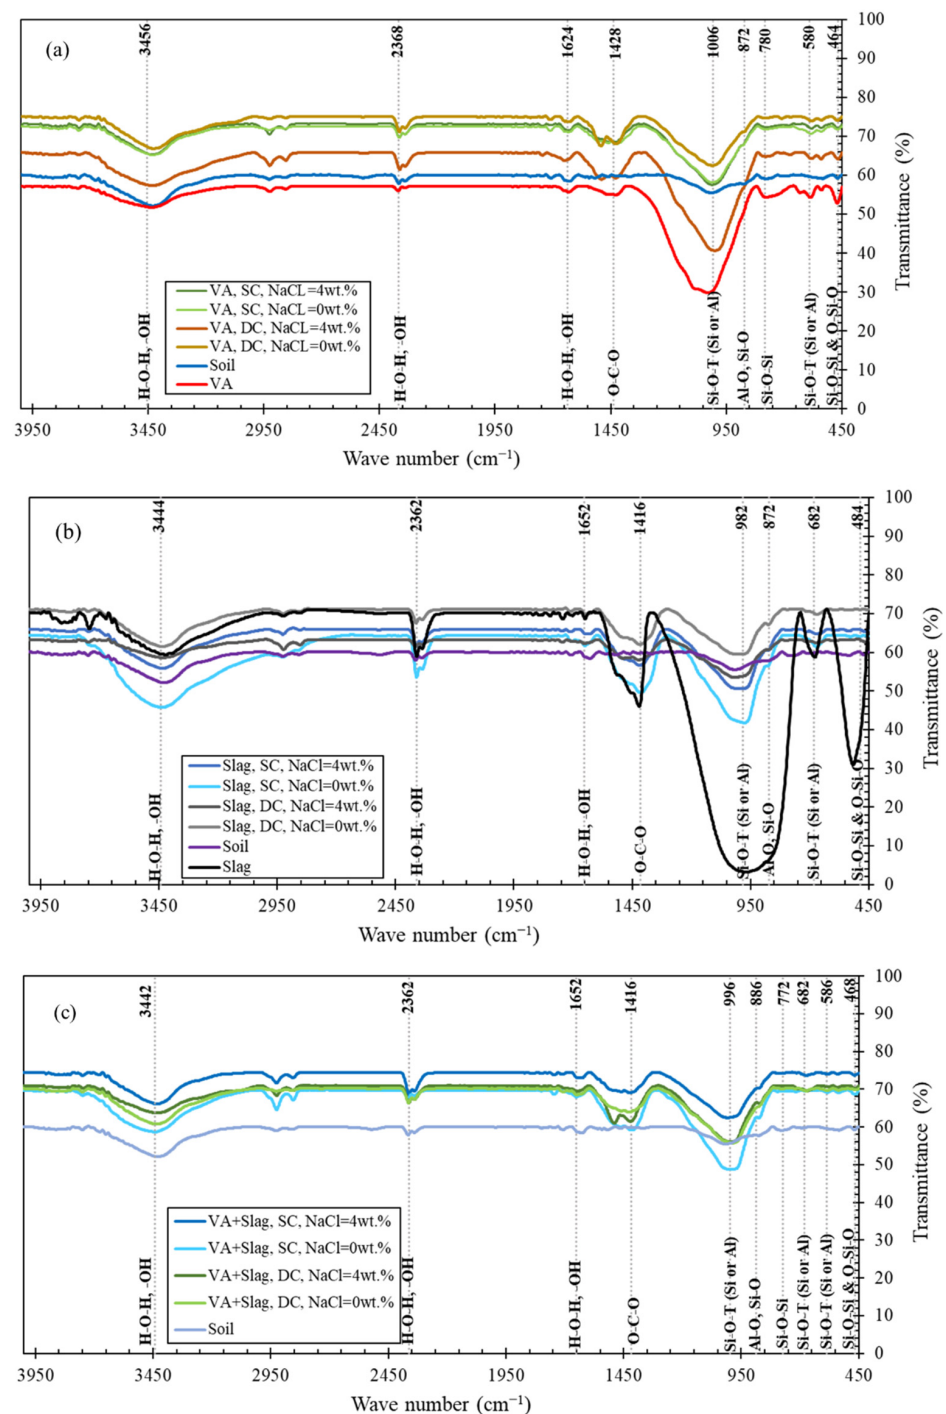 (a)
3456
2368
1624
1428
1006
872
780
580
464
100
90
80
70
60
50
40
30
20
10
0
Transmittance (%)
VA, SC, NaCL=4wt.%
VA, SC, NaCL=0wt.%
VA, DC, NaCL=4wt.%
VA, DC, NaCL=0wt.%
Soil
VA
H-O-H, -OH
H-O-H, -OH
H-O-H, -OH
O-C-O
Si-O-T (Si or Al)
Al-O, Si-O
Si-O-Si
Si-O-T (Si or Al)
Si-O-Si & O-Si-O
3950 3450 2950 2450 1950 1450 950 450
Wave number (cm⁻¹)
(b)
3444
2362
1652
1416
982
872
682
484
100
90
80
70
60
50
40
30
20
10
0
Transmittance (%)
Slag, SC, NaCl=4wt.%
Slag, SC, NaCl=0wt.%
Slag, DC, NaCl=4wt.%
Slag, DC, NaCl=0wt.%
Soil
Slag
H-O-H, -OH
H-O-H, -OH
H-O-H, -OH
O-C-O
Si-O-T (Si or Al)
Al-O, Si-O
Si-O-T (Si or Al)
Si-O-Si & O-Si-O
3950 3450 2950 2450 1950 1450 950 450
Wave number (cm⁻¹)
(c)
3442
2362
1652
1416
996
886
772
682
586
468
100
90
80
70
60
50
40
30
20
10
0
Transmittance (%)
VA+Slag, SC, NaCl=4wt.%
VA+Slag, SC, NaCl=0wt.%
VA+Slag, DC, NaCl=4wt.%
VA+Slag, DC, NaCl=0wt.%
Soil
H-O-H, -OH
H-O-H, -OH
H-O-H, -OH
O-C-O
Si-O-T (Si or Al)
Al-O, Si-O
Si-O-Si
Si-O-T (Si or Al)
Si-O-T (Si or Al)
Si-O-Si & O-Si-O
3950 3450 2950 2450 1950 1450 950 450
Wave number (cm⁻¹)